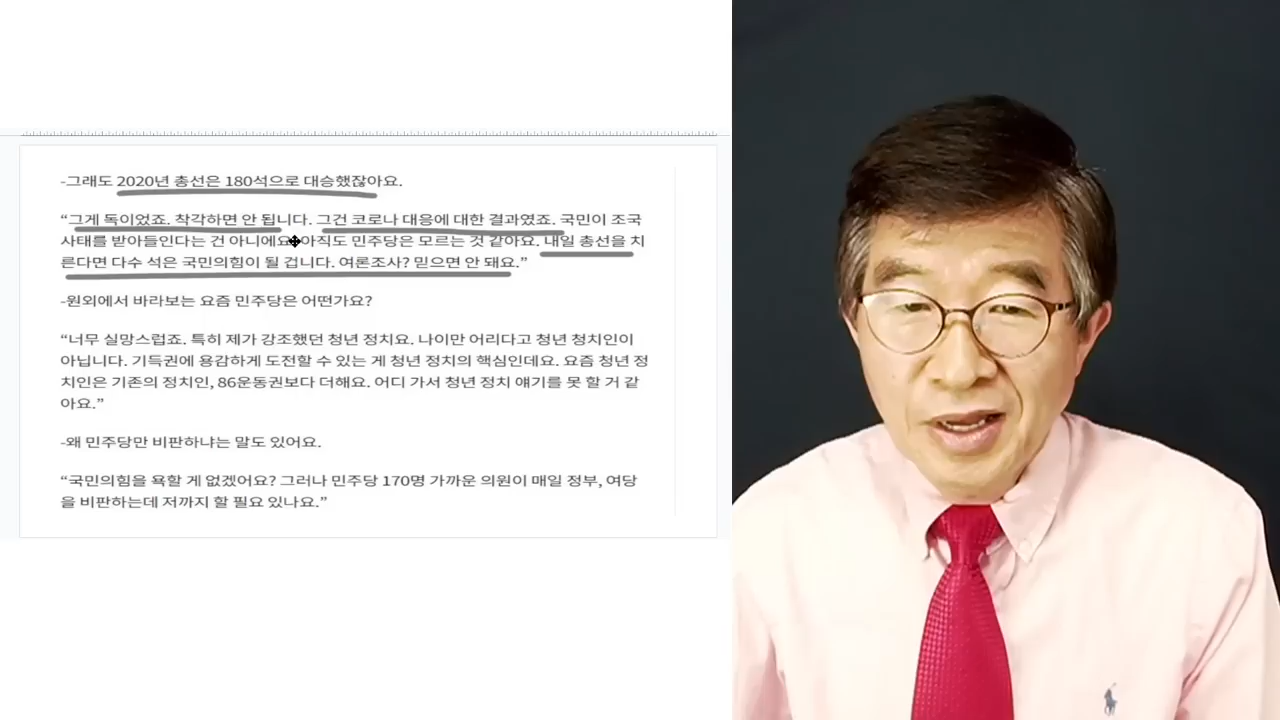 -그래도 2020년 총선은 180석으로 대승했잖아요.
“그게 독이었죠. 착각하면 안 됩니다. 그건 코로나 대응에 대한 결과였죠. 국민이 조국
사태를 받아들인다는 건 아니에요. 아직도 민주당은 모르는 것 같아요. 내일 총선을 치
른다면 다수 석은 국민의힘이 될 겁니다. 여론조사? 믿으면 안 돼요.”
-원외에서 바라보는 요즘 민주당은 어떤가요?
“너무 실망스럽죠. 특히 제가 강조했던 청년 정치요. 나이만 어리다고 청년 청치인이
아닙니다. 기득권에 용감하게 도전할 수 있는 게 청년 정치의 핵심인데요. 요즘 청년 정
치인은 기존의 정치인, 86운동권보다 더해요. 어디 가서 청년 정치 얘기를 못 할 거 같
아요.”
-왜 민주당만 비판하냐는 말도 있어요.
“국민의힘을 욕할 게 없겠어요? 그러나 민주당 170명 가까운 의원이 매일 정부, 여당
을 비판하는데 저까지 할 필요 있나요.”